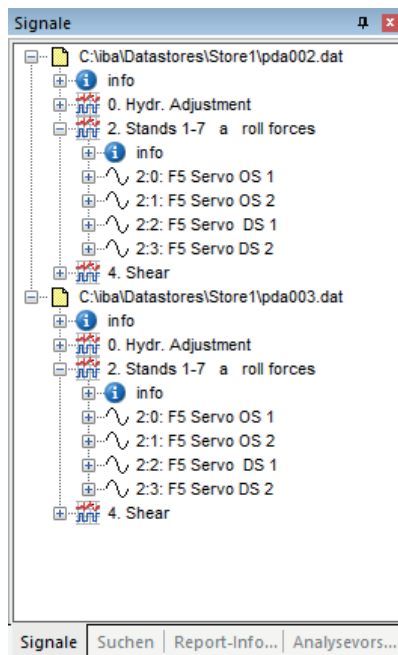 Signale
C:\iba\Datastores\Store1\pda002.dat
info
0. Hydr. Adjustment
2. Stands 1-7 a roll forces
info
2:0: F5 Servo OS 1
2:1: F5 Servo OS 2
2:2: F5 Servo DS 1
2:3: F5 Servo DS 2
4. Shear
C:\iba\Datastores\Store1\pda003.dat
info
0. Hydr. Adjustment
2. Stands 1-7 a roll forces
info
2:0: F5 Servo OS 1
2:1: F5 Servo OS 2
2:2: F5 Servo DS 1
2:3: F5 Servo DS 2
4. Shear
Signale Suchen Report-Info... Analysevors...